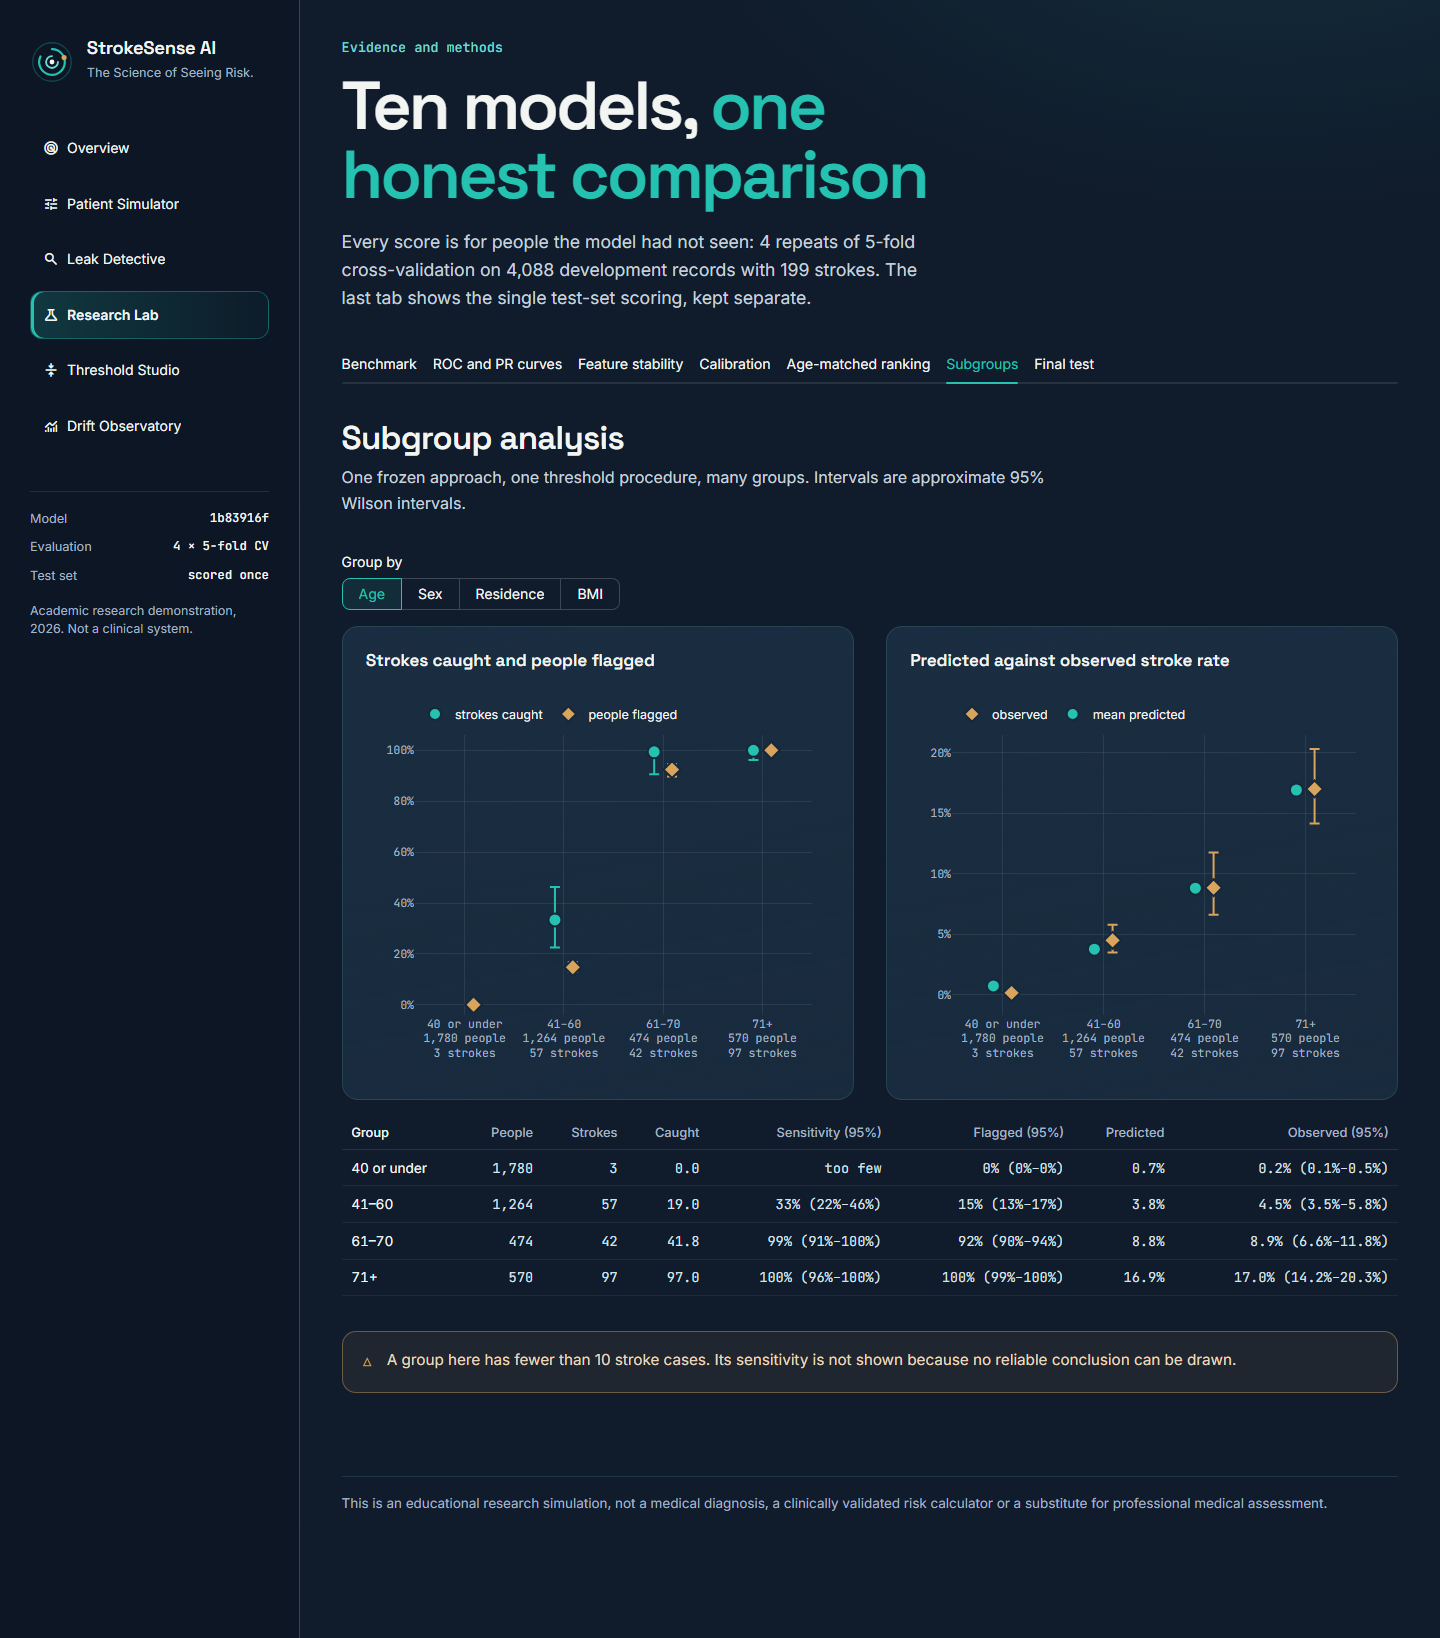 StrokeSense AI
The Science of Seeing Risk.
Overview
Patient Simulator
Leak Detective
Research Lab
Threshold Studio
Drift Observatory
Model 1b83916f
Evaluation 4 × 5-fold CV
Test set scored once
Academic research demonstration,
2026. Not a clinical system.
Evidence and methods
Ten models, one
honest comparison
Every score is for people the model had not seen: 4 repeats of 5-fold
cross-validation on 4,088 development records with 199 strokes. The
last tab shows the single test-set scoring, kept separate.
Benchmark ROC and PR curves Feature stability Calibration Age-matched ranking Subgroups Final test
Subgroup analysis
One frozen approach, one threshold procedure, many groups. Intervals are approximate 95%
Wilson intervals.
Group by
Age Sex Residence BMI
Strokes caught and people flagged
strokes caught people flagged
100%
80%
60%
40%
20%
0%
40 or under 41–60 61–70 71+
1,780 people 1,264 people 474 people 570 people
3 strokes 57 strokes 42 strokes 97 strokes
Predicted against observed stroke rate
observed mean predicted
20%
15%
10%
5%
0%
40 or under 41–60 61–70 71+
1,780 people 1,264 people 474 people 570 people
3 strokes 57 strokes 42 strokes 97 strokes
Group People Strokes Caught Sensitivity (95%) Flagged (95%) Predicted Observed (95%)
40 or under 1,780 3 0.0 too few 0% (0%–0%) 0.7% 0.2% (0.1%–0.5%)
41–60 1,264 57 19.0 33% (22%–46%) 15% (13%–17%) 3.8% 4.5% (3.5%–5.8%)
61–70 474 42 41.8 99% (91%–100%) 92% (90%–94%) 8.8% 8.9% (6.6%–11.8%)
71+ 570 97 97.0 100% (96%–100%) 100% (99%–100%) 16.9% 17.0% (14.2%–20.3%)
△ A group here has fewer than 10 stroke cases. Its sensitivity is not shown because no reliable conclusion can be drawn.
This is an educational research simulation, not a medical diagnosis, a clinically validated risk calculator or a substitute for professional medical assessment.